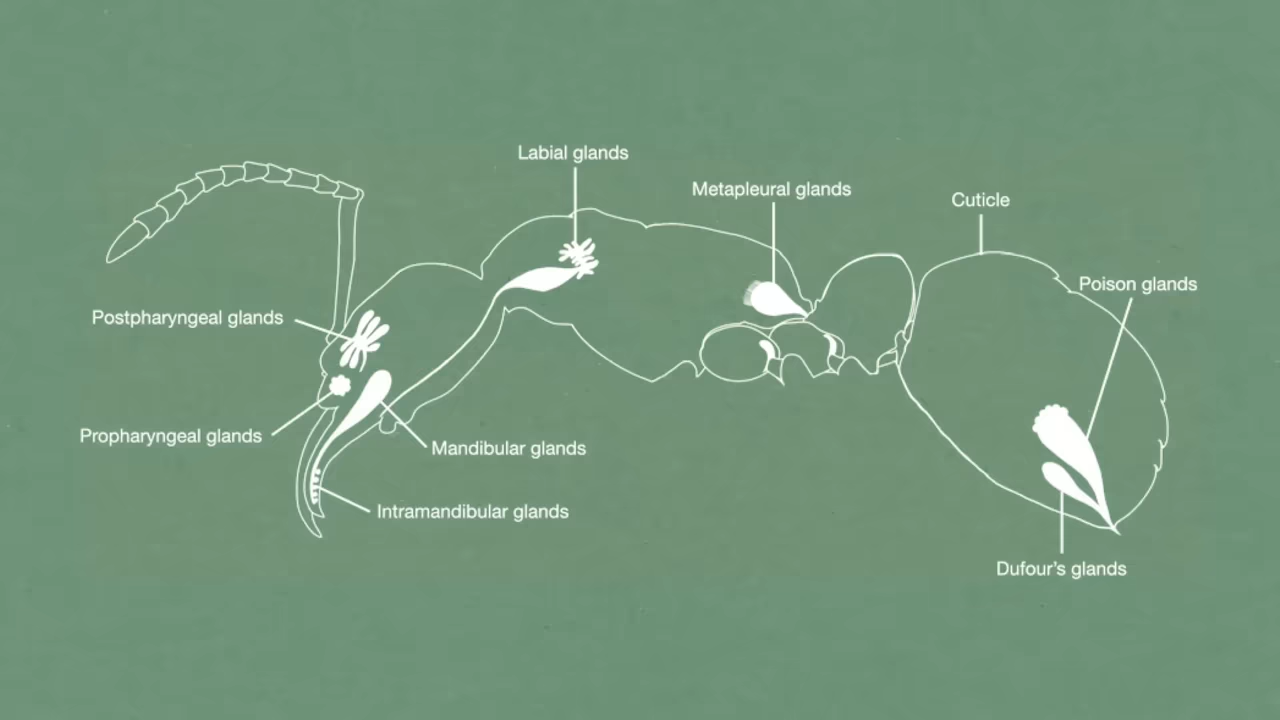 Labial glands
Metapleural glands
Cuticle
Poison glands
Postpharyngeal glands
Propharyngeal glands
Mandibular glands
Intramandibular glands
Dufour's glands